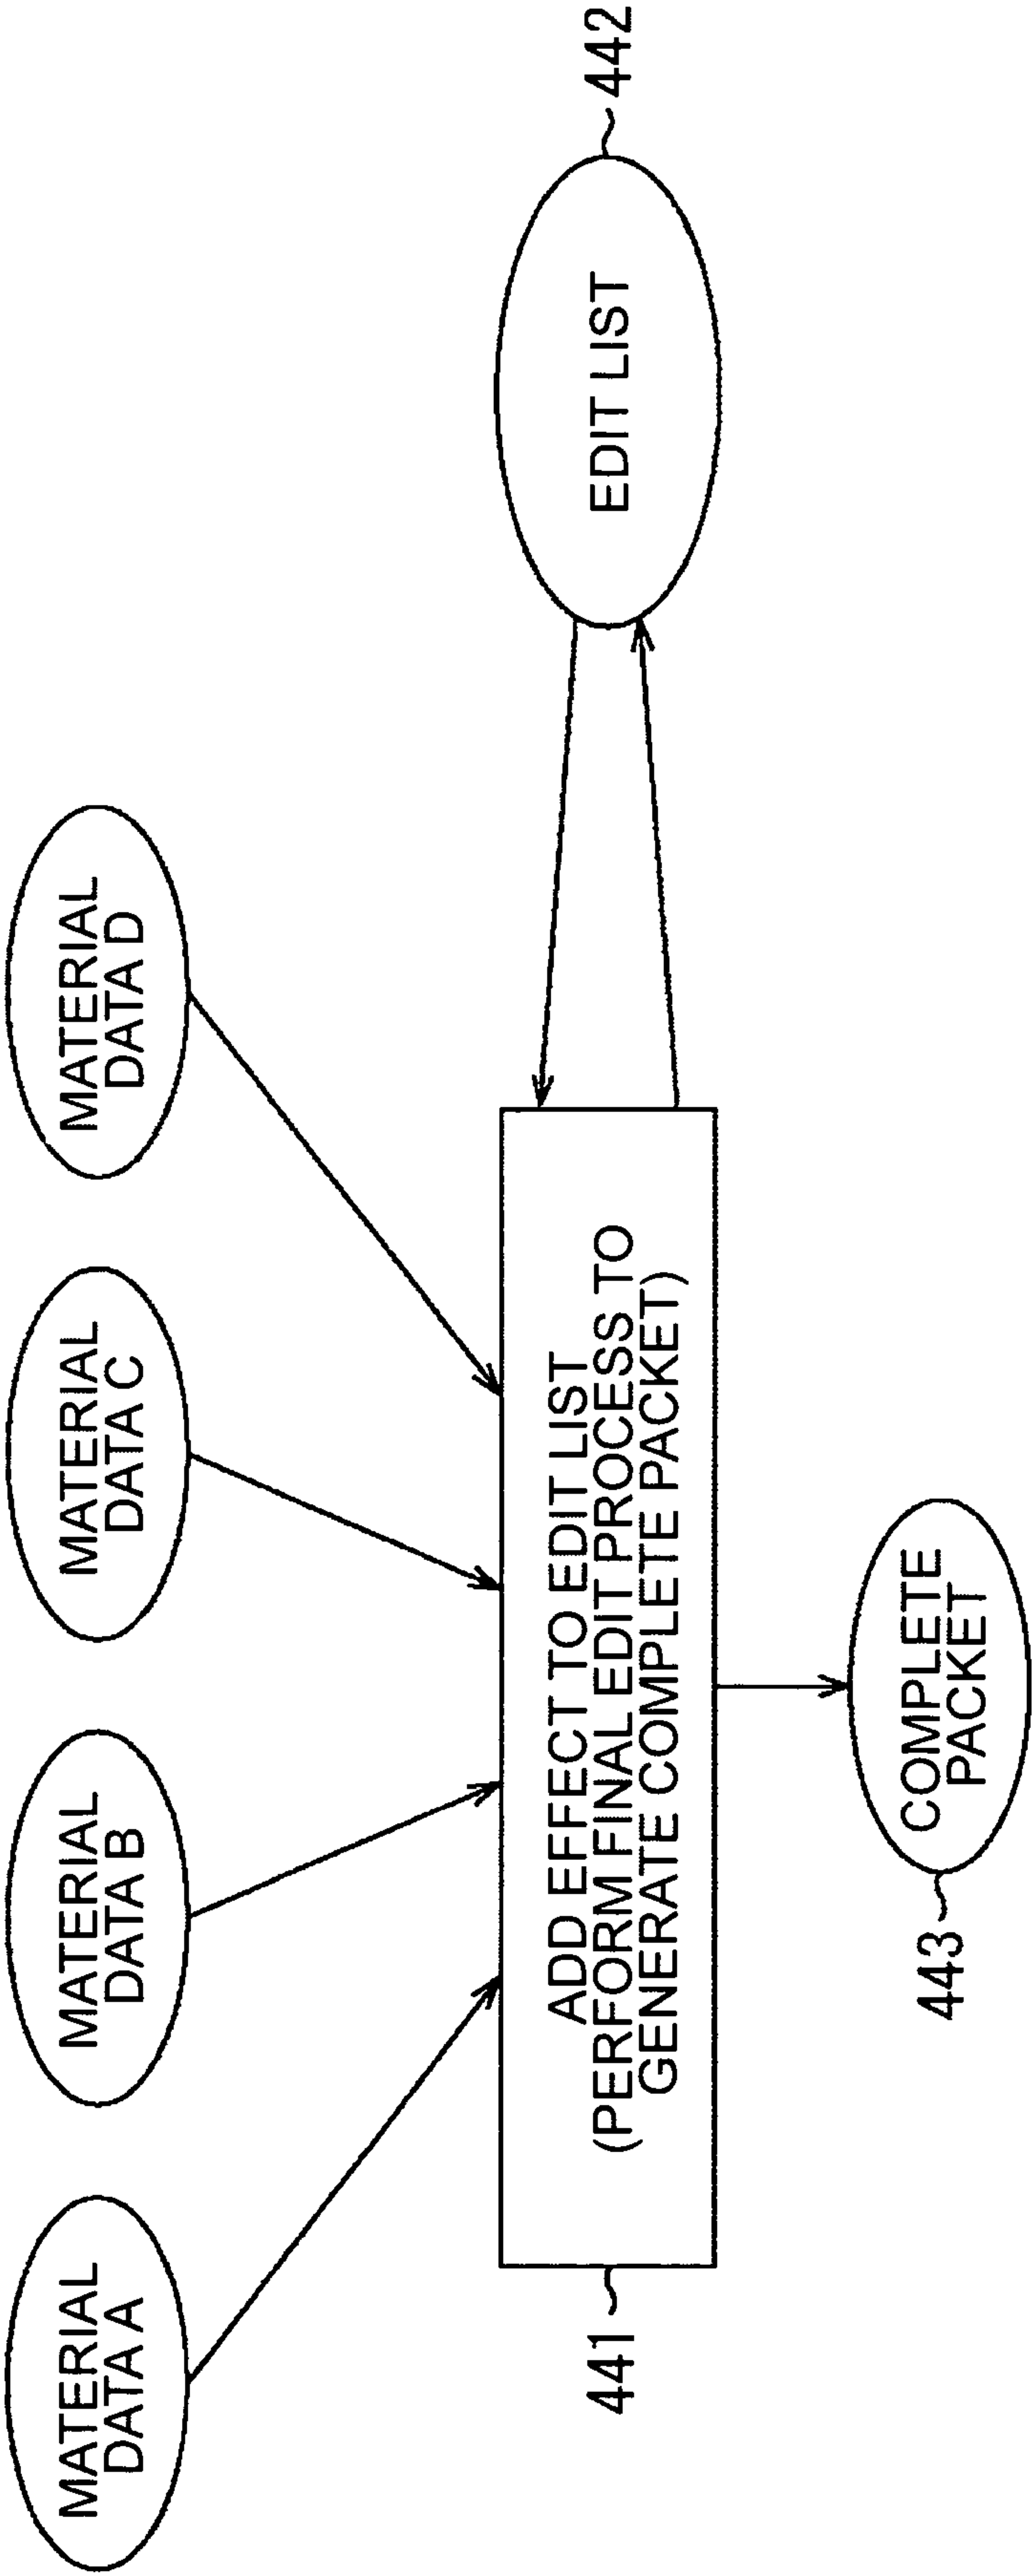 MATERIAL
DATA A
MATERIAL
DATA B
MATERIAL
DATA C
MATERIAL
DATA D
441
ADD EFFECT TO EDIT LIST
(PERFORM FINAL EDIT PROCESS TO
GENERATE COMPLETE PACKET)
EDIT LIST
442
443
COMPLETE
PACKET